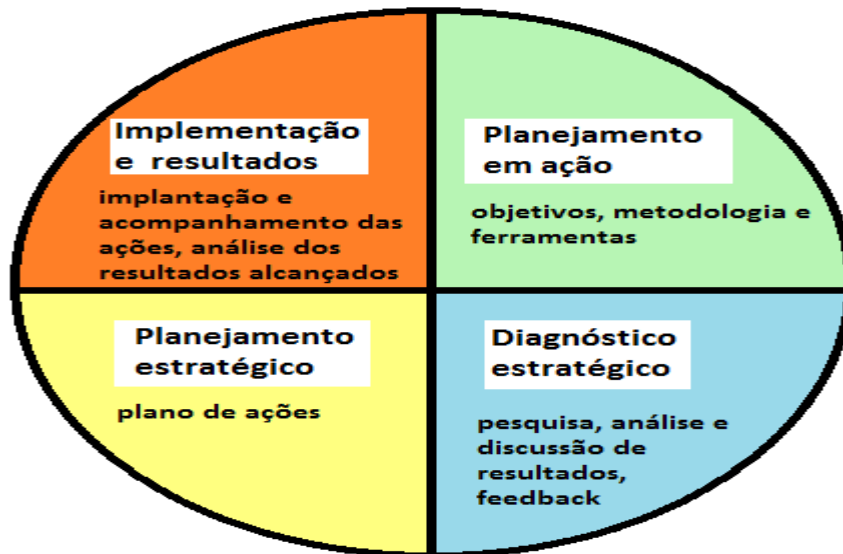 Implementação
e resultados
implantação e
acompanhamento das
ações, análise dos
resultados alcançados
Planejamento
em ação
objetivos, metodologia e
ferramentas
Planejamento
estratégico
plano de ações
Diagnóstico
estratégico
pesquisa, análise e
discussão de
resultados,
feedback